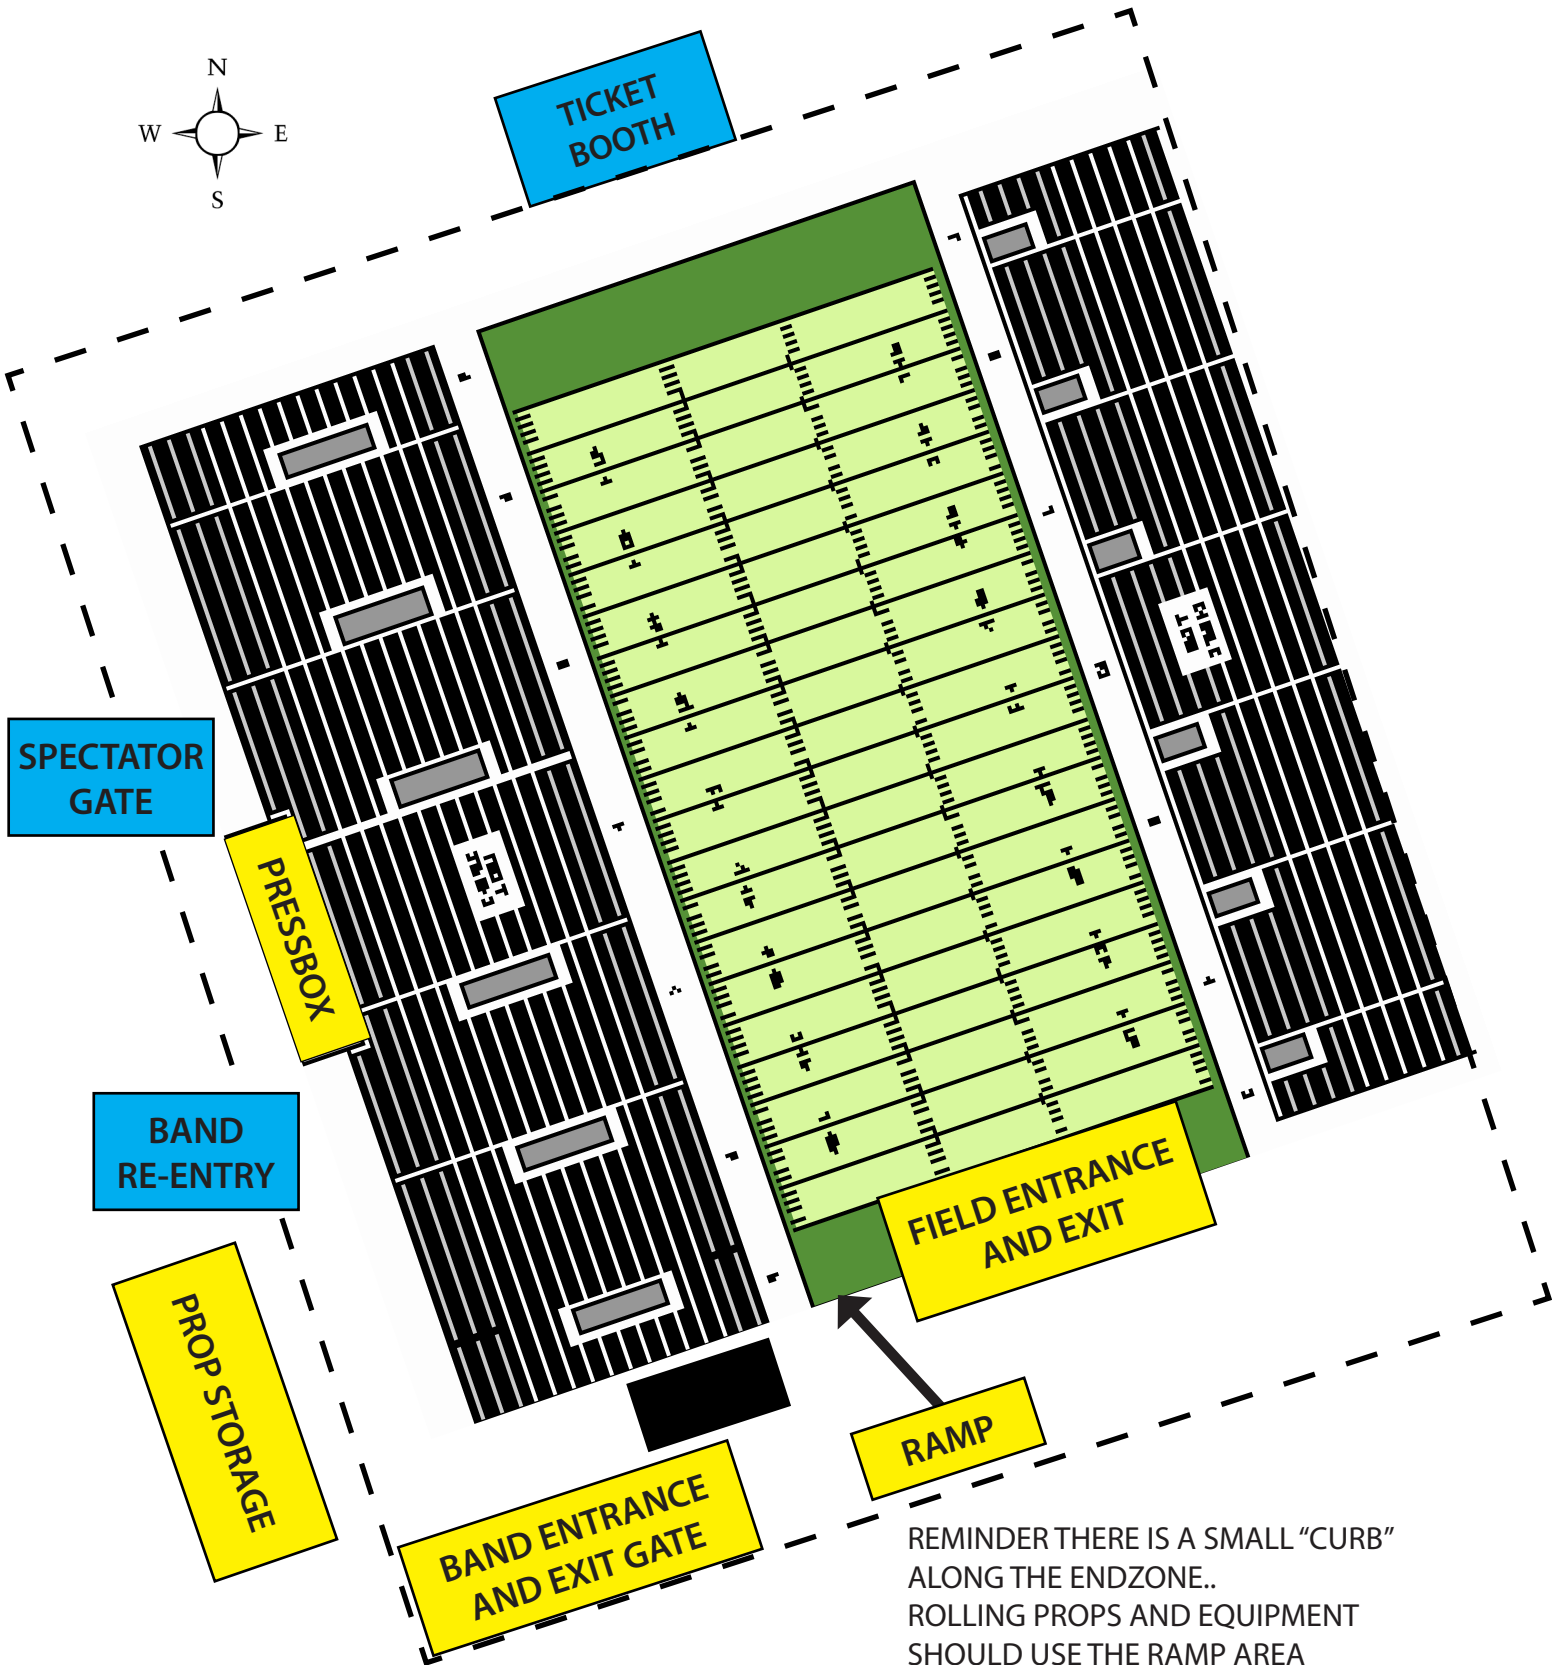 N
W E
S
TICKET
BOOTH
SPECTATOR
GATE
PRESSBOX
BAND
RE-ENTRY
PROP STORAGE
FIELD ENTRANCE
AND EXIT
RAMP
BAND ENTRANCE
AND EXIT GATE
REMINDER THERE IS A SMALL “CURB”
ALONG THE ENDZONE..
ROLLING PROPS AND EQUIPMENT
SHOULD USE THE RAMP AREA